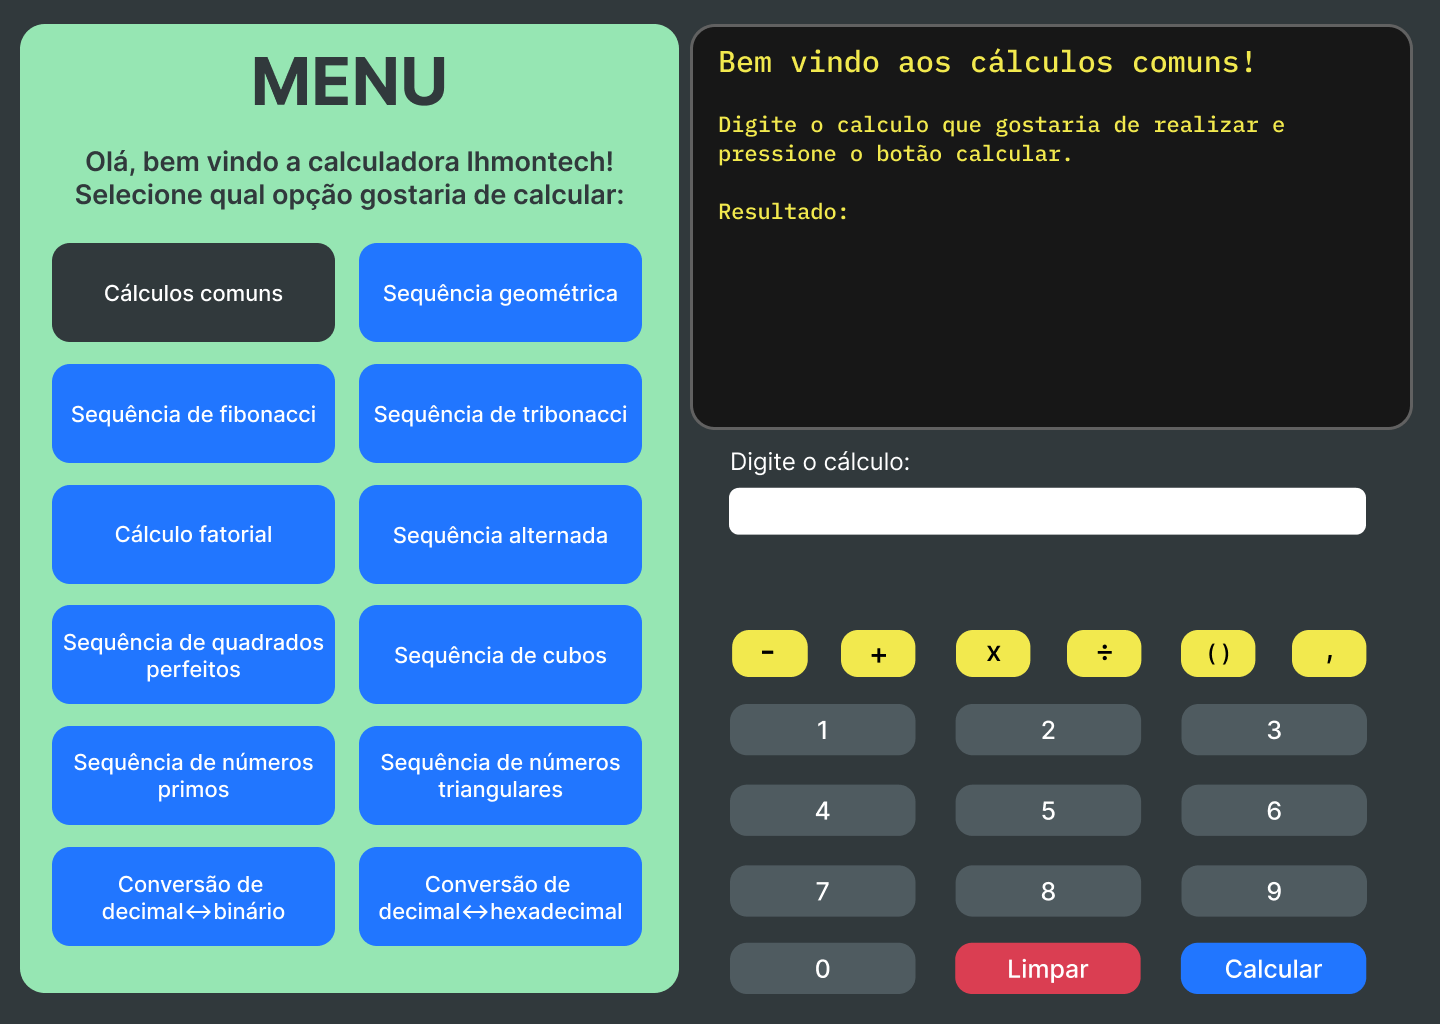 MENU
Olá, bem vindo a calculadora lhmontech!
Selecione qual opção gostaria de calcular:
Cálculos comuns
Sequência geométrica
Sequência de fibonacci
Sequência de tribonacci
Cálculo fatorial
Sequência alternada
Sequência de quadrados
perfeitos
Sequência de cubos
Sequência de números
primos
Sequência de números
triangulares
Conversão de
decimal↔binário
Conversão de
decimal↔hexadecimal
Bem vindo aos cálculos comuns!
Digite o calculo que gostaria de realizar e
pressione o botão calcular.
Resultado:
Digite o cálculo:
- + x ÷ () ,
1 2 3
4 5 6
7 8 9
0 Limpar Calcular